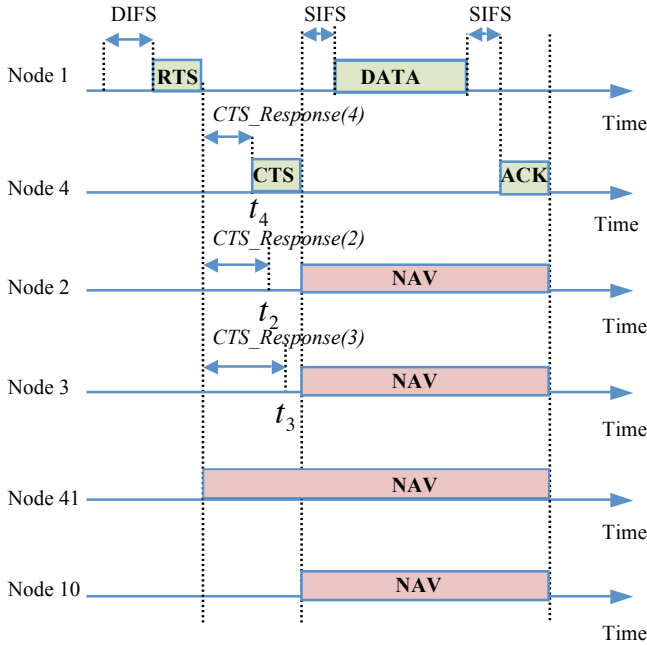 DIFS
SIFS
SIFS
Node 1
RTS
DATA
Time
CTS_Response(4)
Node 4
CTS
ACK
Time
t4
CTS_Response(2)
Node 2
NAV
Time
t2
CTS_Response(3)
Node 3
NAV
Time
t3
Node 41
NAV
Time
Node 10
NAV
Time